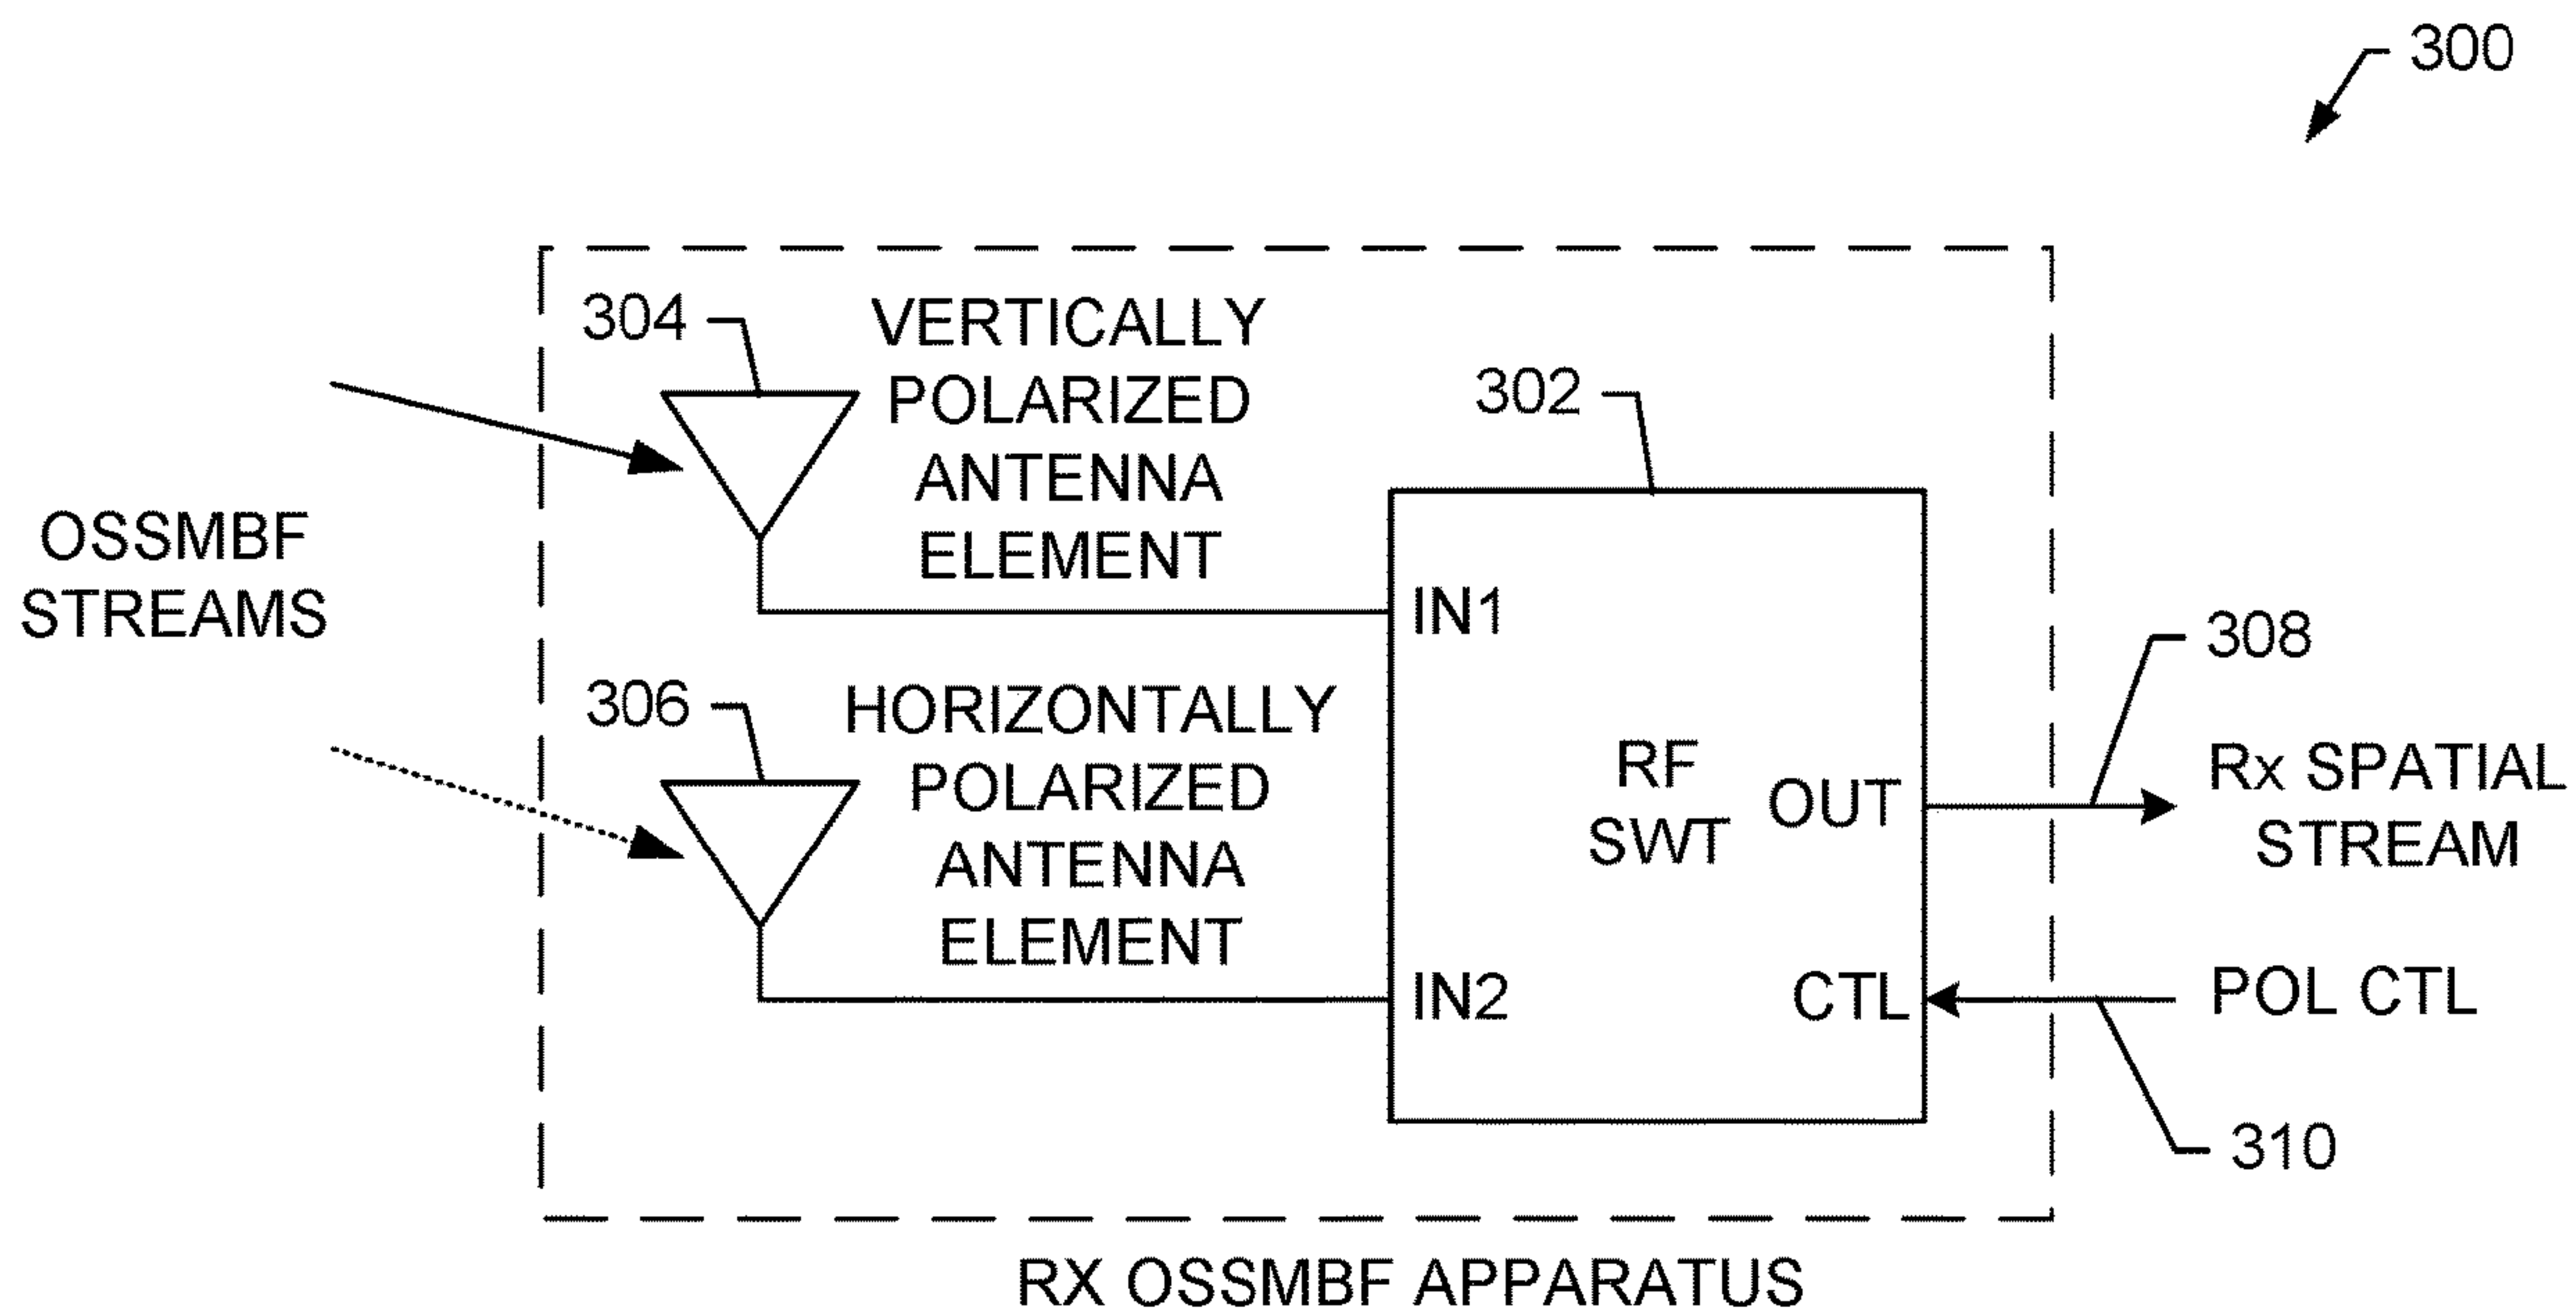 300
304
VERTICALLY
POLARIZED
ANTENNA
ELEMENT
302
OSSMBF
STREAMS
IN1
308
306
HORIZONTALLY
POLARIZED
ANTENNA
ELEMENT
RF
SWT
OUT
Rx SPATIAL
STREAM
IN2
CTL
POL CTL
310
RX OSSMBF APPARATUS